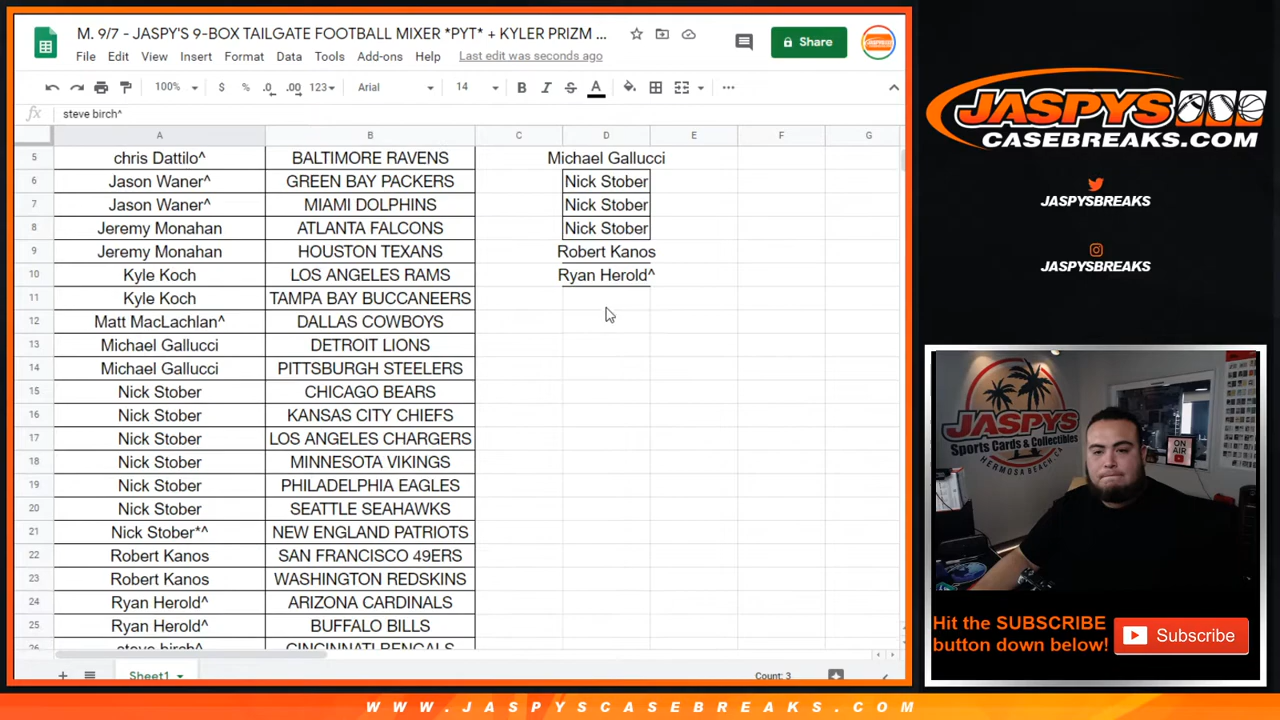 M. 9/7 - JASPY'S 9-BOX TAILGATE FOOTBALL MIXER *PYT* + KYLER PRIZM ...
Share
File Edit View Insert Format Data Tools Add-ons Help Last edit was seconds ago
100% $ % .0 .00 123 Arial 14 B I S A ...
fx steve birch^
A B C D E F G
5 chris Dattilo^ BALTIMORE RAVENS Michael Gallucci
6 Jason Waner^ GREEN BAY PACKERS Nick Stober
7 Jason Waner^ MIAMI DOLPHINS Nick Stober
8 Jeremy Monahan ATLANTA FALCONS Nick Stober
9 Jeremy Monahan HOUSTON TEXANS Robert Kanos
10 Kyle Koch LOS ANGELES RAMS Ryan Herold^
11 Kyle Koch TAMPA BAY BUCCANEERS
12 Matt MacLachlan^ DALLAS COWBOYS
13 Michael Gallucci DETROIT LIONS
14 Michael Gallucci PITTSBURGH STEELERS
15 Nick Stober CHICAGO BEARS
16 Nick Stober KANSAS CITY CHIEFS
17 Nick Stober LOS ANGELES CHARGERS
18 Nick Stober MINNESOTA VIKINGS
19 Nick Stober PHILADELPHIA EAGLES
20 Nick Stober SEATTLE SEAHAWKS
21 Nick Stober*^ NEW ENGLAND PATRIOTS
22 Robert Kanos SAN FRANCISCO 49ERS
23 Robert Kanos WASHINGTON REDSKINS
24 Ryan Herold^ ARIZONA CARDINALS
25 Ryan Herold^ BUFFALO BILLS
26 steve birch^ CINCINNATI BENGALS
Sheet1
Count: 3
JASPYS
CASEBREAKS.COM
JASPYSBREAKS
JASPYSBREAKS
JASPYS
Sports Cards & Collectibles
HERMOSA BEACH, CA
ON AIR
Hit the SUBSCRIBE
button down below!
Subscribe
WWW.JASPYSCASEBREAKS.COM